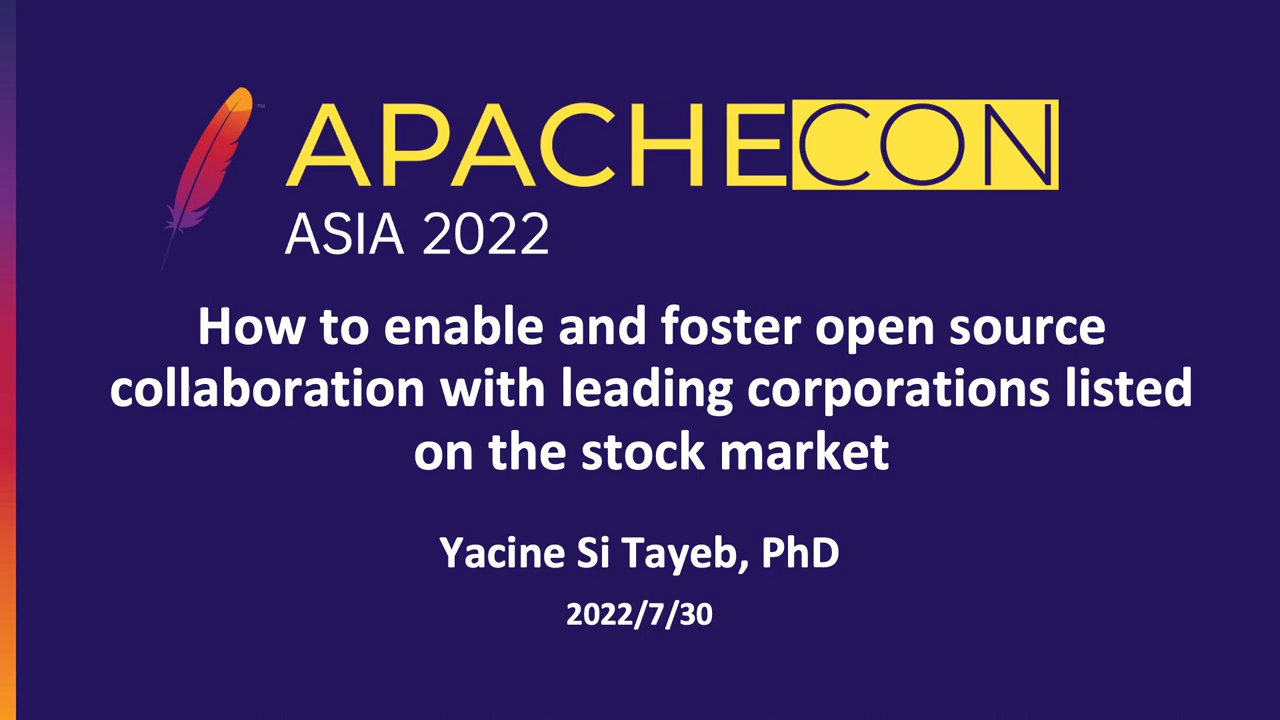 APACHECON
™
ASIA 2022
How to enable and foster open source
collaboration with leading corporations listed
on the stock market
Yacine Si Tayeb, PhD
2022/7/30